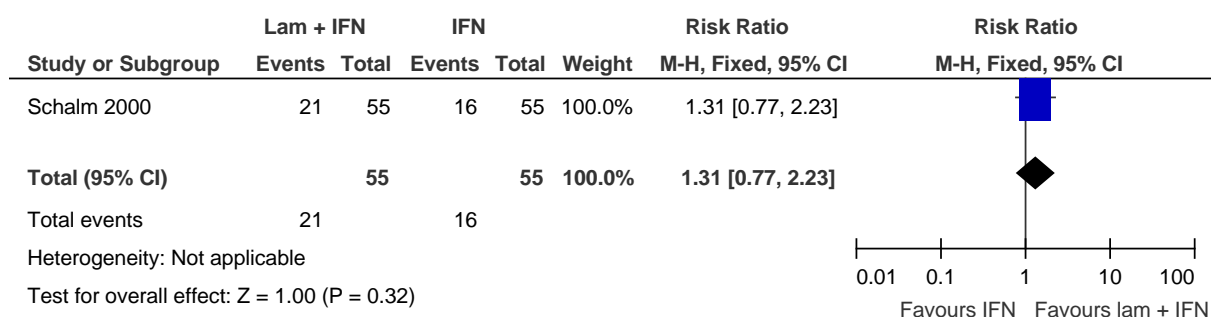 Lam + IFN IFN Risk Ratio Risk Ratio
Study or Subgroup Events Total Events Total Weight M-H, Fixed, 95% CI M-H, Fixed, 95% CI
Schalm 2000 21 55 16 55 100.0% 1.31 [0.77, 2.23]
Total (95% CI) 55 55 100.0% 1.31 [0.77, 2.23]
Total events 21 16
Heterogeneity: Not applicable
Test for overall effect: Z = 1.00 (P = 0.32)
0.01 0.1 1 10 100
Favours IFN Favours lam + IFN